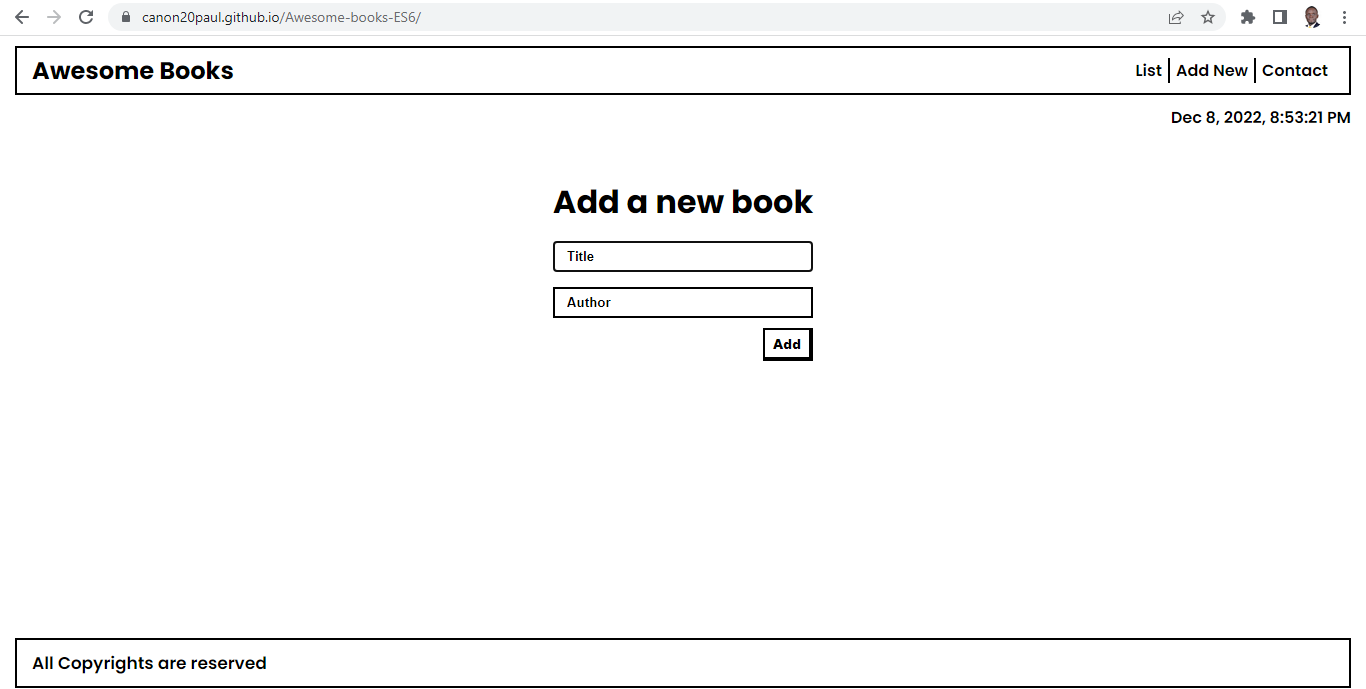 canon20paul.github.io/Awesome-books-ES6/
Awesome Books
List Add New Contact
Dec 8, 2022, 8:53:21 PM
Add a new book
Title
Author
Add
All Copyrights are reserved